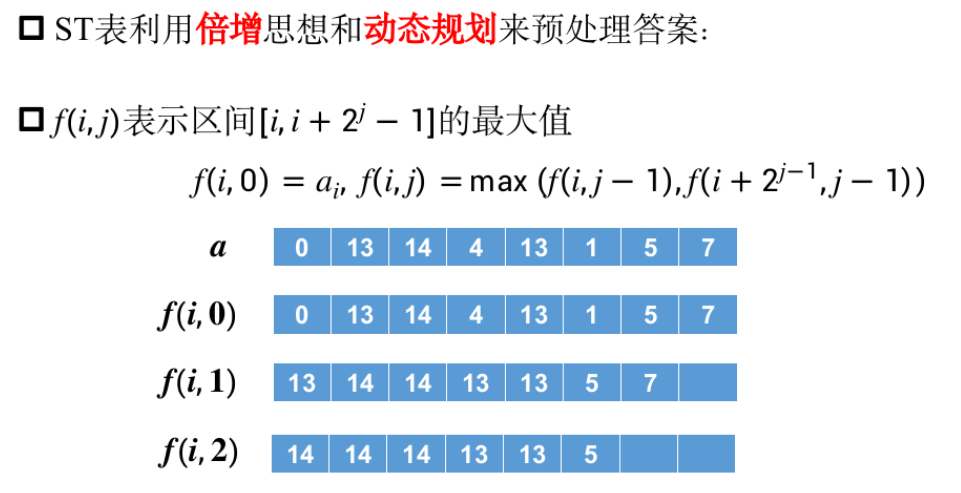 ST表利用倍增思想和动态规划来预处理答案：
f(i,j)表示区间[i, i + 2^j − 1]的最大值
f(i, 0) = a_i, f(i,j) = max (f(i,j − 1),f(i + 2^{j−1},j − 1))
a 0 13 14 4 13 1 5 7
f(i, 0) 0 13 14 4 13 1 5 7
f(i, 1) 13 14 14 13 13 5 7
f(i, 2) 14 14 14 13 13 5